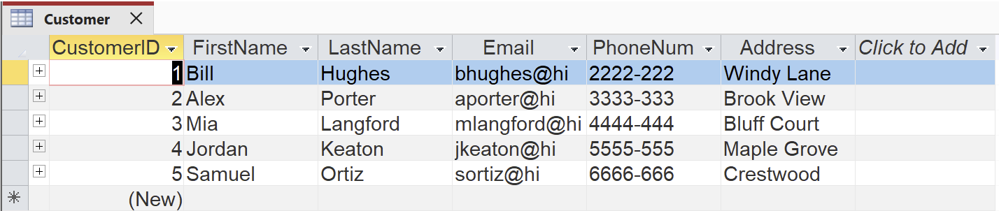 Customer
CustomerID FirstName LastName Email PhoneNum Address Click to Add
1 Bill Hughes bhughes@hi 2222-222 Windy Lane
2 Alex Porter aporter@hi 3333-333 Brook View
3 Mia Langford mlangford@hi 4444-444 Bluff Court
4 Jordan Keaton jkeaton@hi 5555-555 Maple Grove
5 Samuel Ortiz sortiz@hi 6666-666 Crestwood
(New)